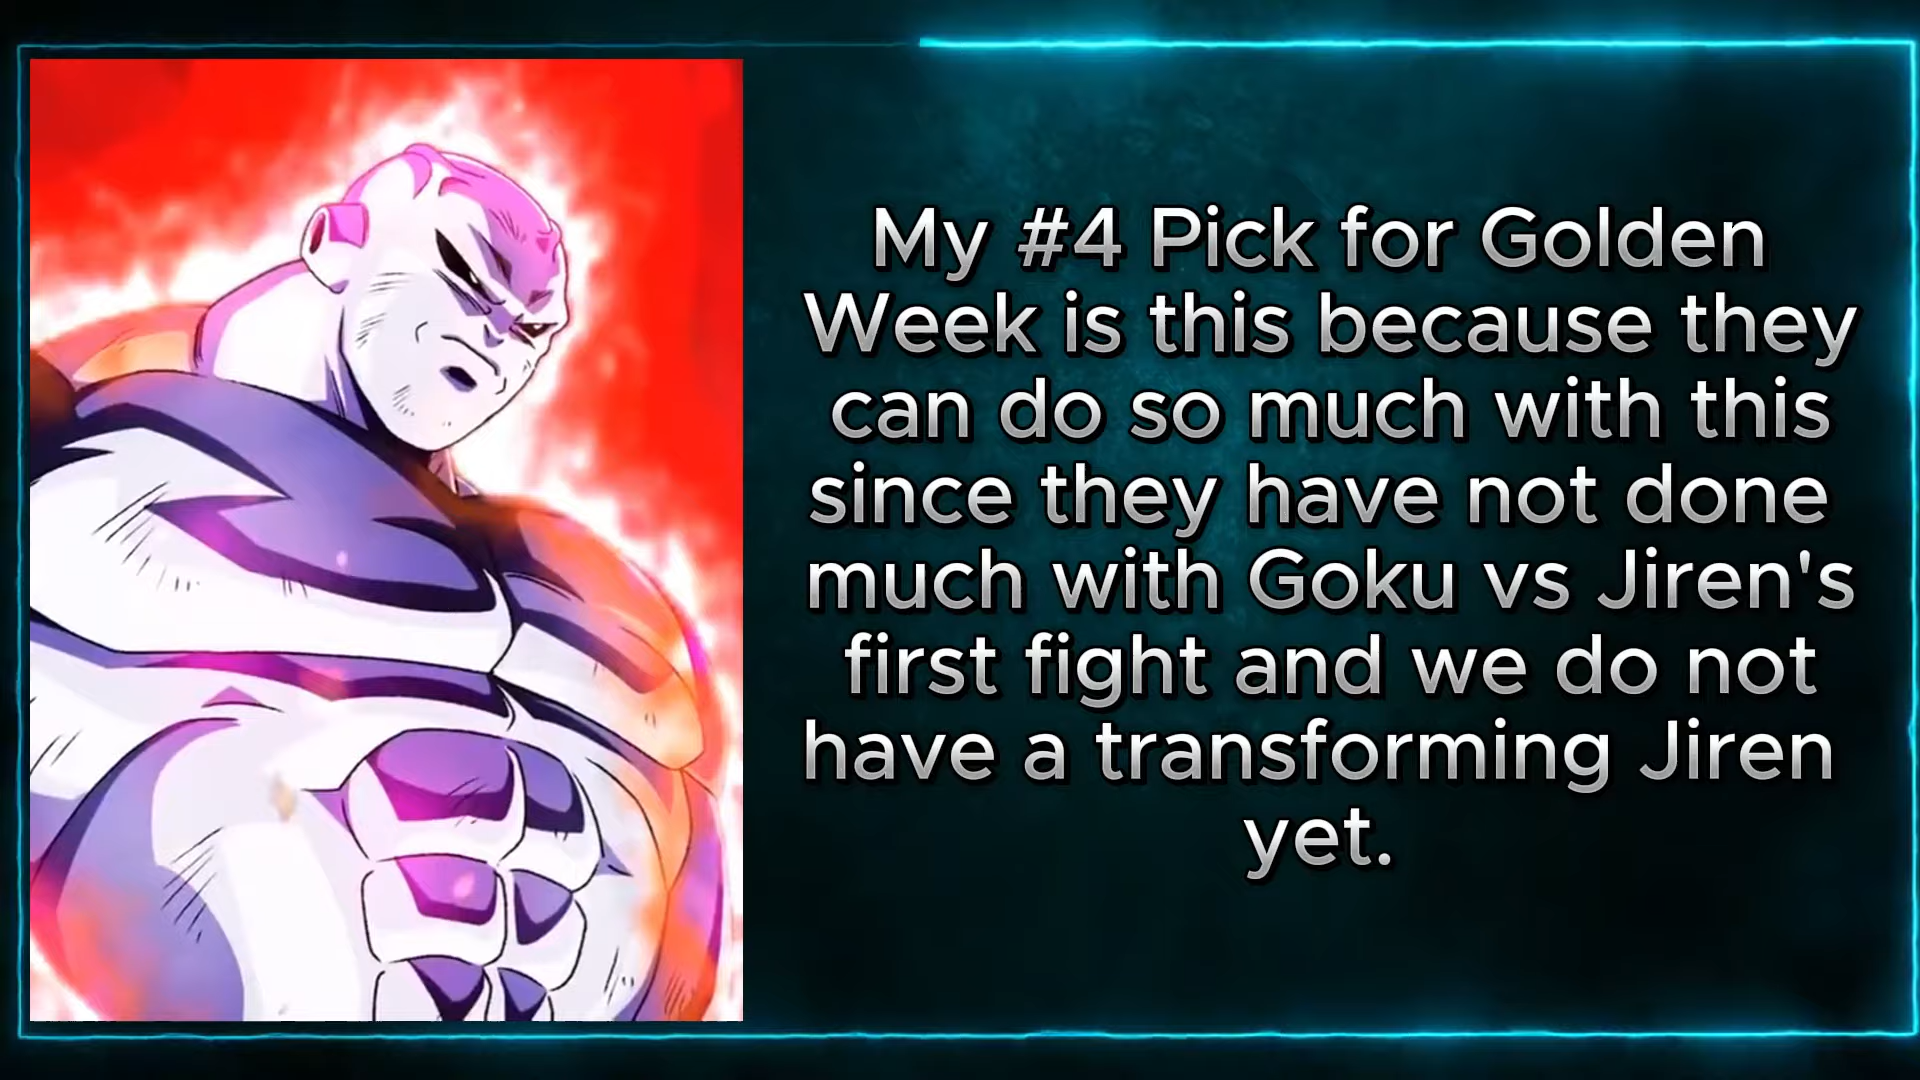 My #4 Pick for Golden
Week is this because they
can do so much with this
since they have not done
much with Goku vs Jiren's
first fight and we do not
have a transforming Jiren
yet.